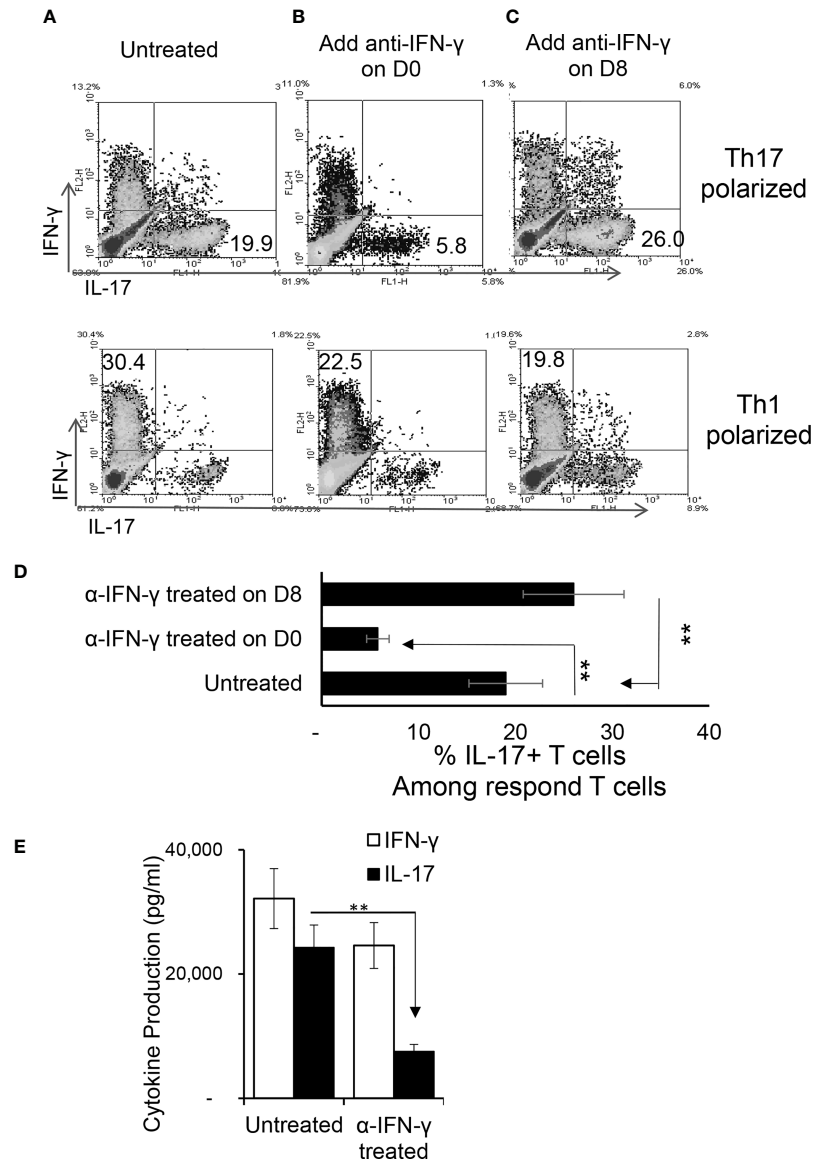 A
B
C
Untreated
Add anti-IFN-γ
on D0
Add anti-IFN-γ
on D8
13.2%
11.0%
1.3%
6.0%
Th17
polarized
IFN-γ
FL2-H
FL2-H
19.9
5.8
26.0
81.9%
FL1-H
5.8%
26.0%
IL-17
30.4%
1.8%
22.5%
19.6%
2.8%
30.4
22.5
19.8
Th1
polarized
IFN-γ
FL2-H
FL2-H
8.9%
IL-17
D
α-IFN-γ treated on D8
**
α-IFN-γ treated on D0
**
Untreated
- 10 20 30 40
% IL-17+ T cells
Among respond T cells
E
IFN-γ
IL-17
Cytokine Production (pg/ml)
40,000
20,000
-
**
Untreated
α-IFN-γ
treated